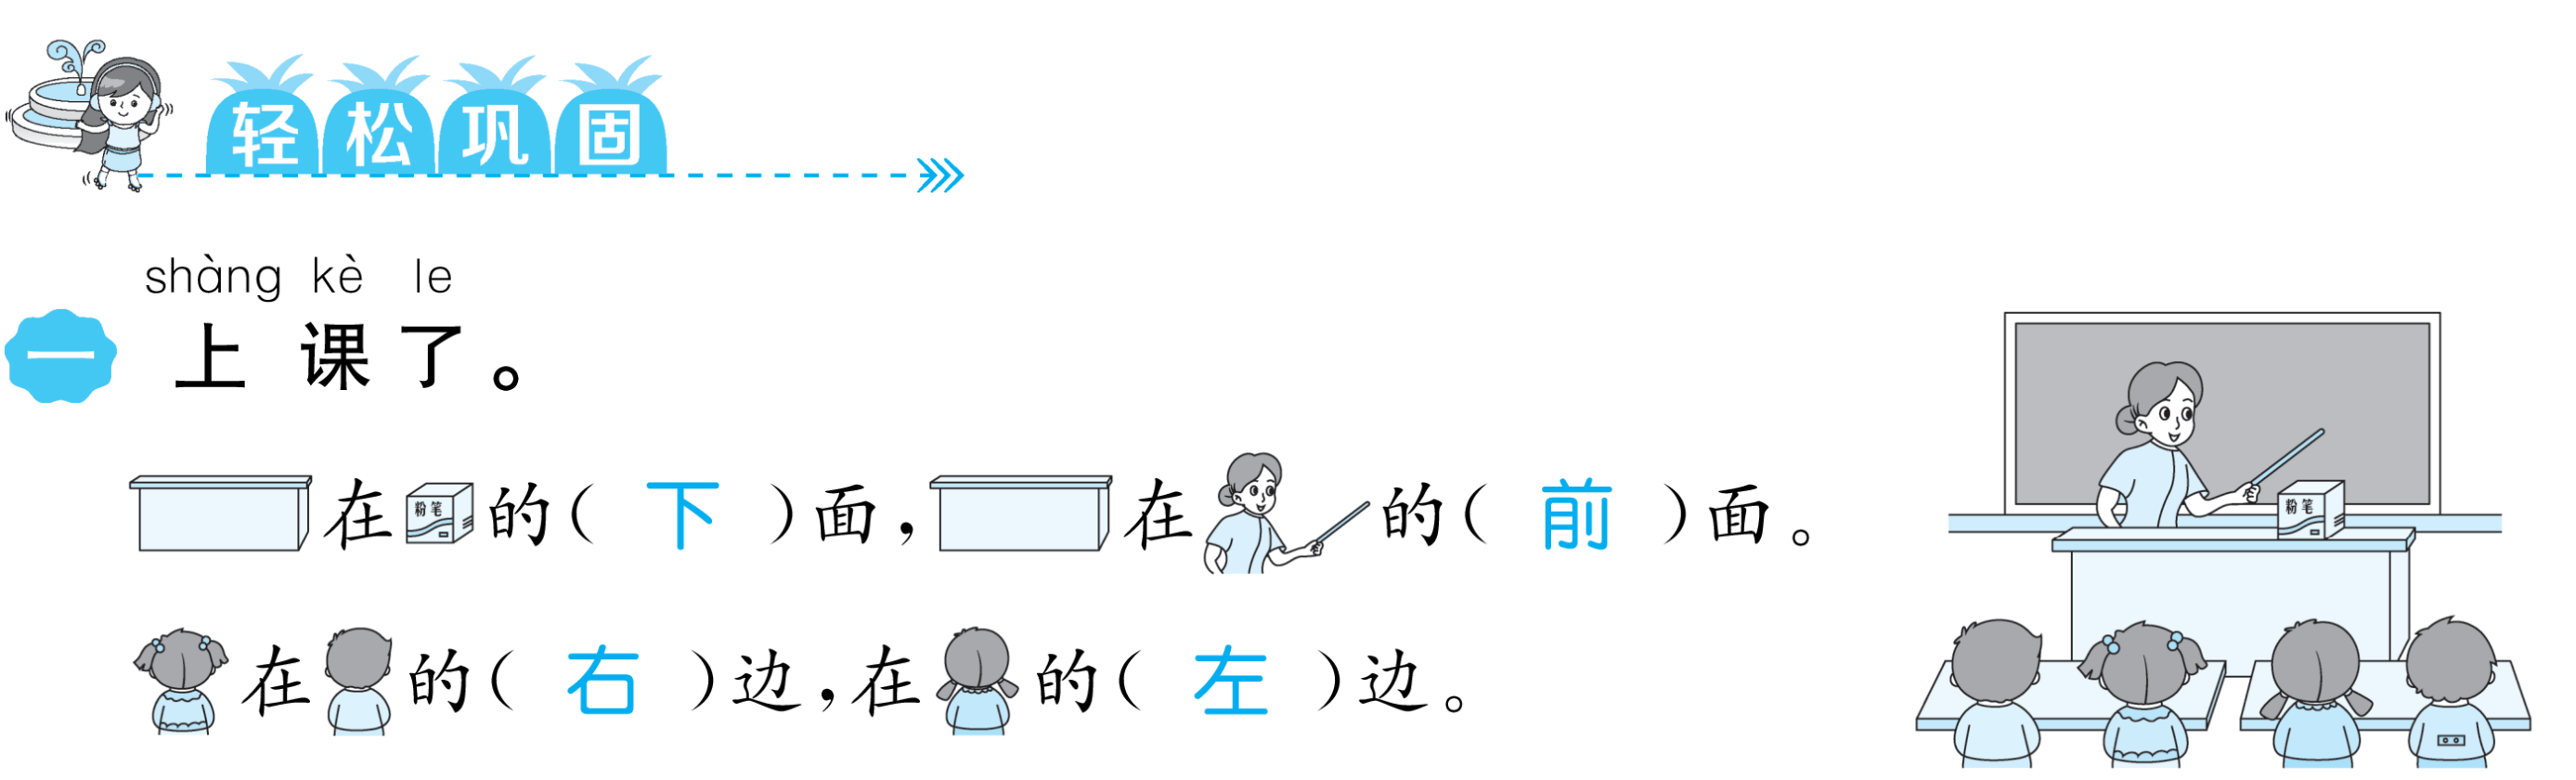 轻松巩固
shàng kè le
一 上课了。
在粉笔的(下)面,在的(前)面。
在的(右)边,在的(左)边。
粉笔